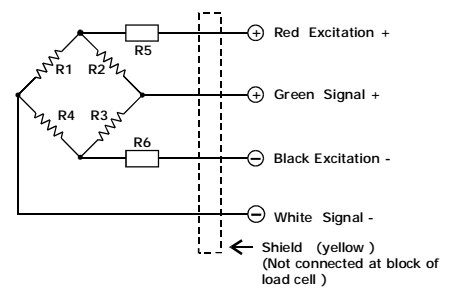 R5
Red Excitation +
R1
R2
Green Signal +
R4
R3
R6
Black Excitation -
White Signal -
Shield (yellow)
(Not connected at block of
load cell )